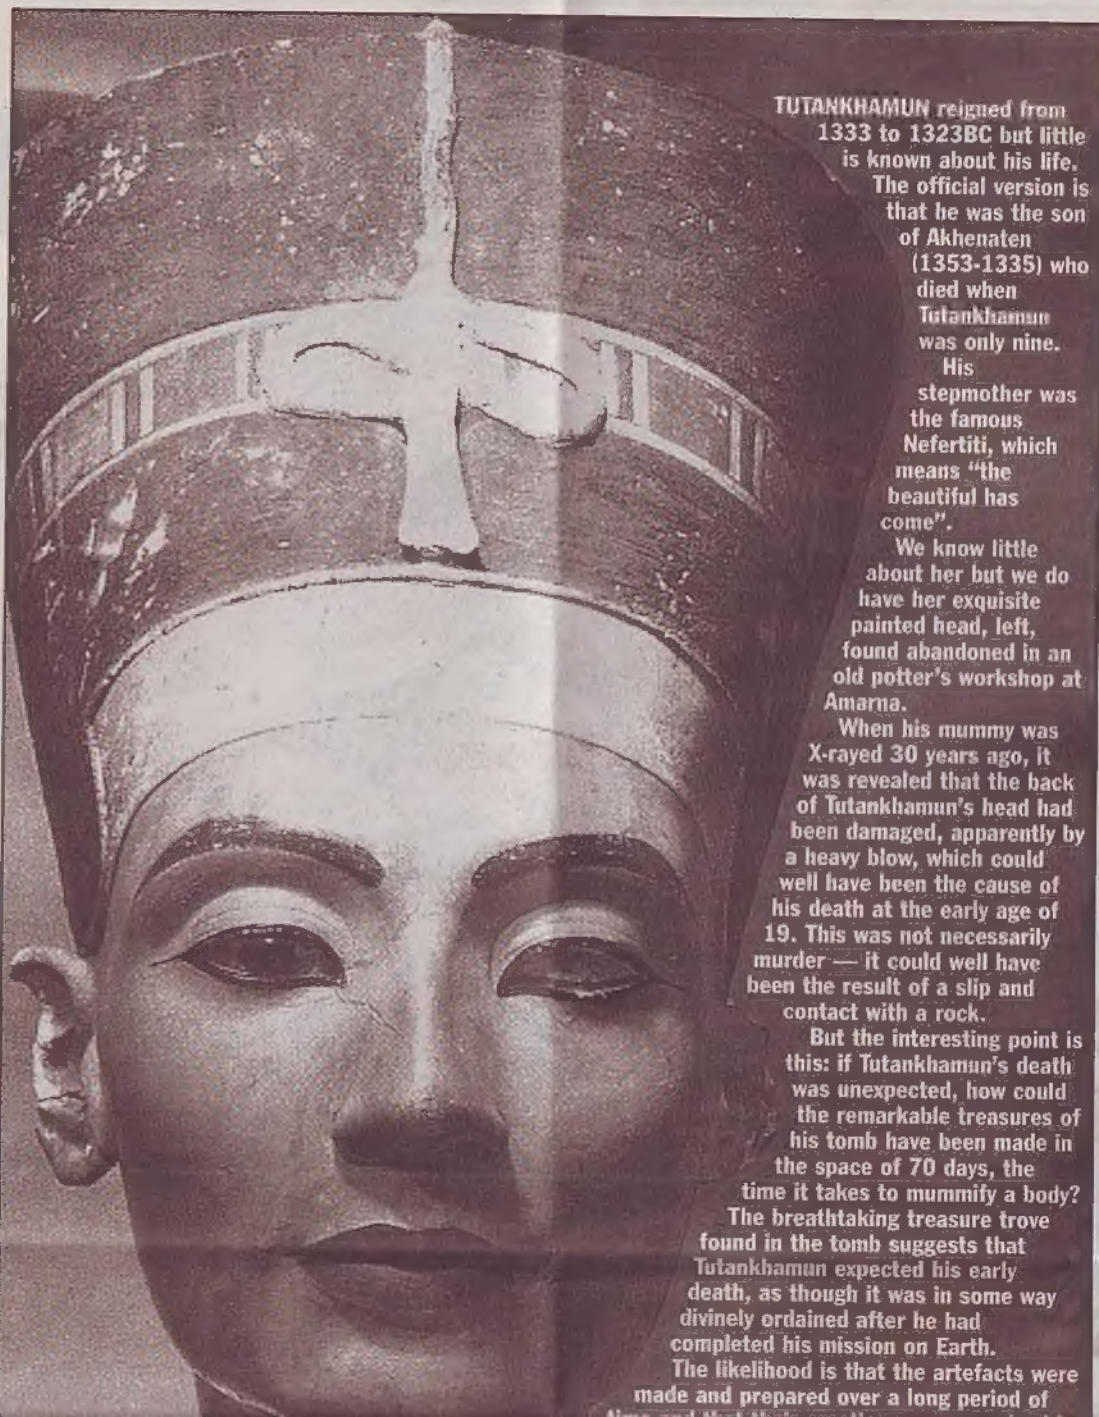 TUTANKHAMUN reigned from
1333 to 1323BC but little
is known about his life.
The official version is
that he was the son
of Akhenaten
(1353-1335) who
died when
Tutankhamun
was only nine.
His
stepmother was
the famous
Nefertiti, which
means “the
beautiful has
come”.
We know little
about her but we do
have her exquisite
painted head, left,
found abandoned in an
old potter’s workshop at
Amarna.
When his mummy was
X-rayed 30 years ago, it
was revealed that the back
of Tutankhamun’s head had
been damaged, apparently by
a heavy blow, which could
well have been the cause of
his death at the early age of
19. This was not necessarily
murder — it could well have
been the result of a slip and
contact with a rock.
But the interesting point is
this: if Tutankhamun’s death
was unexpected, how could
the remarkable treasures of
his tomb have been made in
the space of 70 days, the
time it takes to mummify a body?
The breathtaking treasure trove
found in the tomb suggests that
Tutankhamun expected his early
death, as though it was in some way
divinely ordained after he had
completed his mission on Earth.
The likelihood is that the artefacts were
made and prepared over a long period of